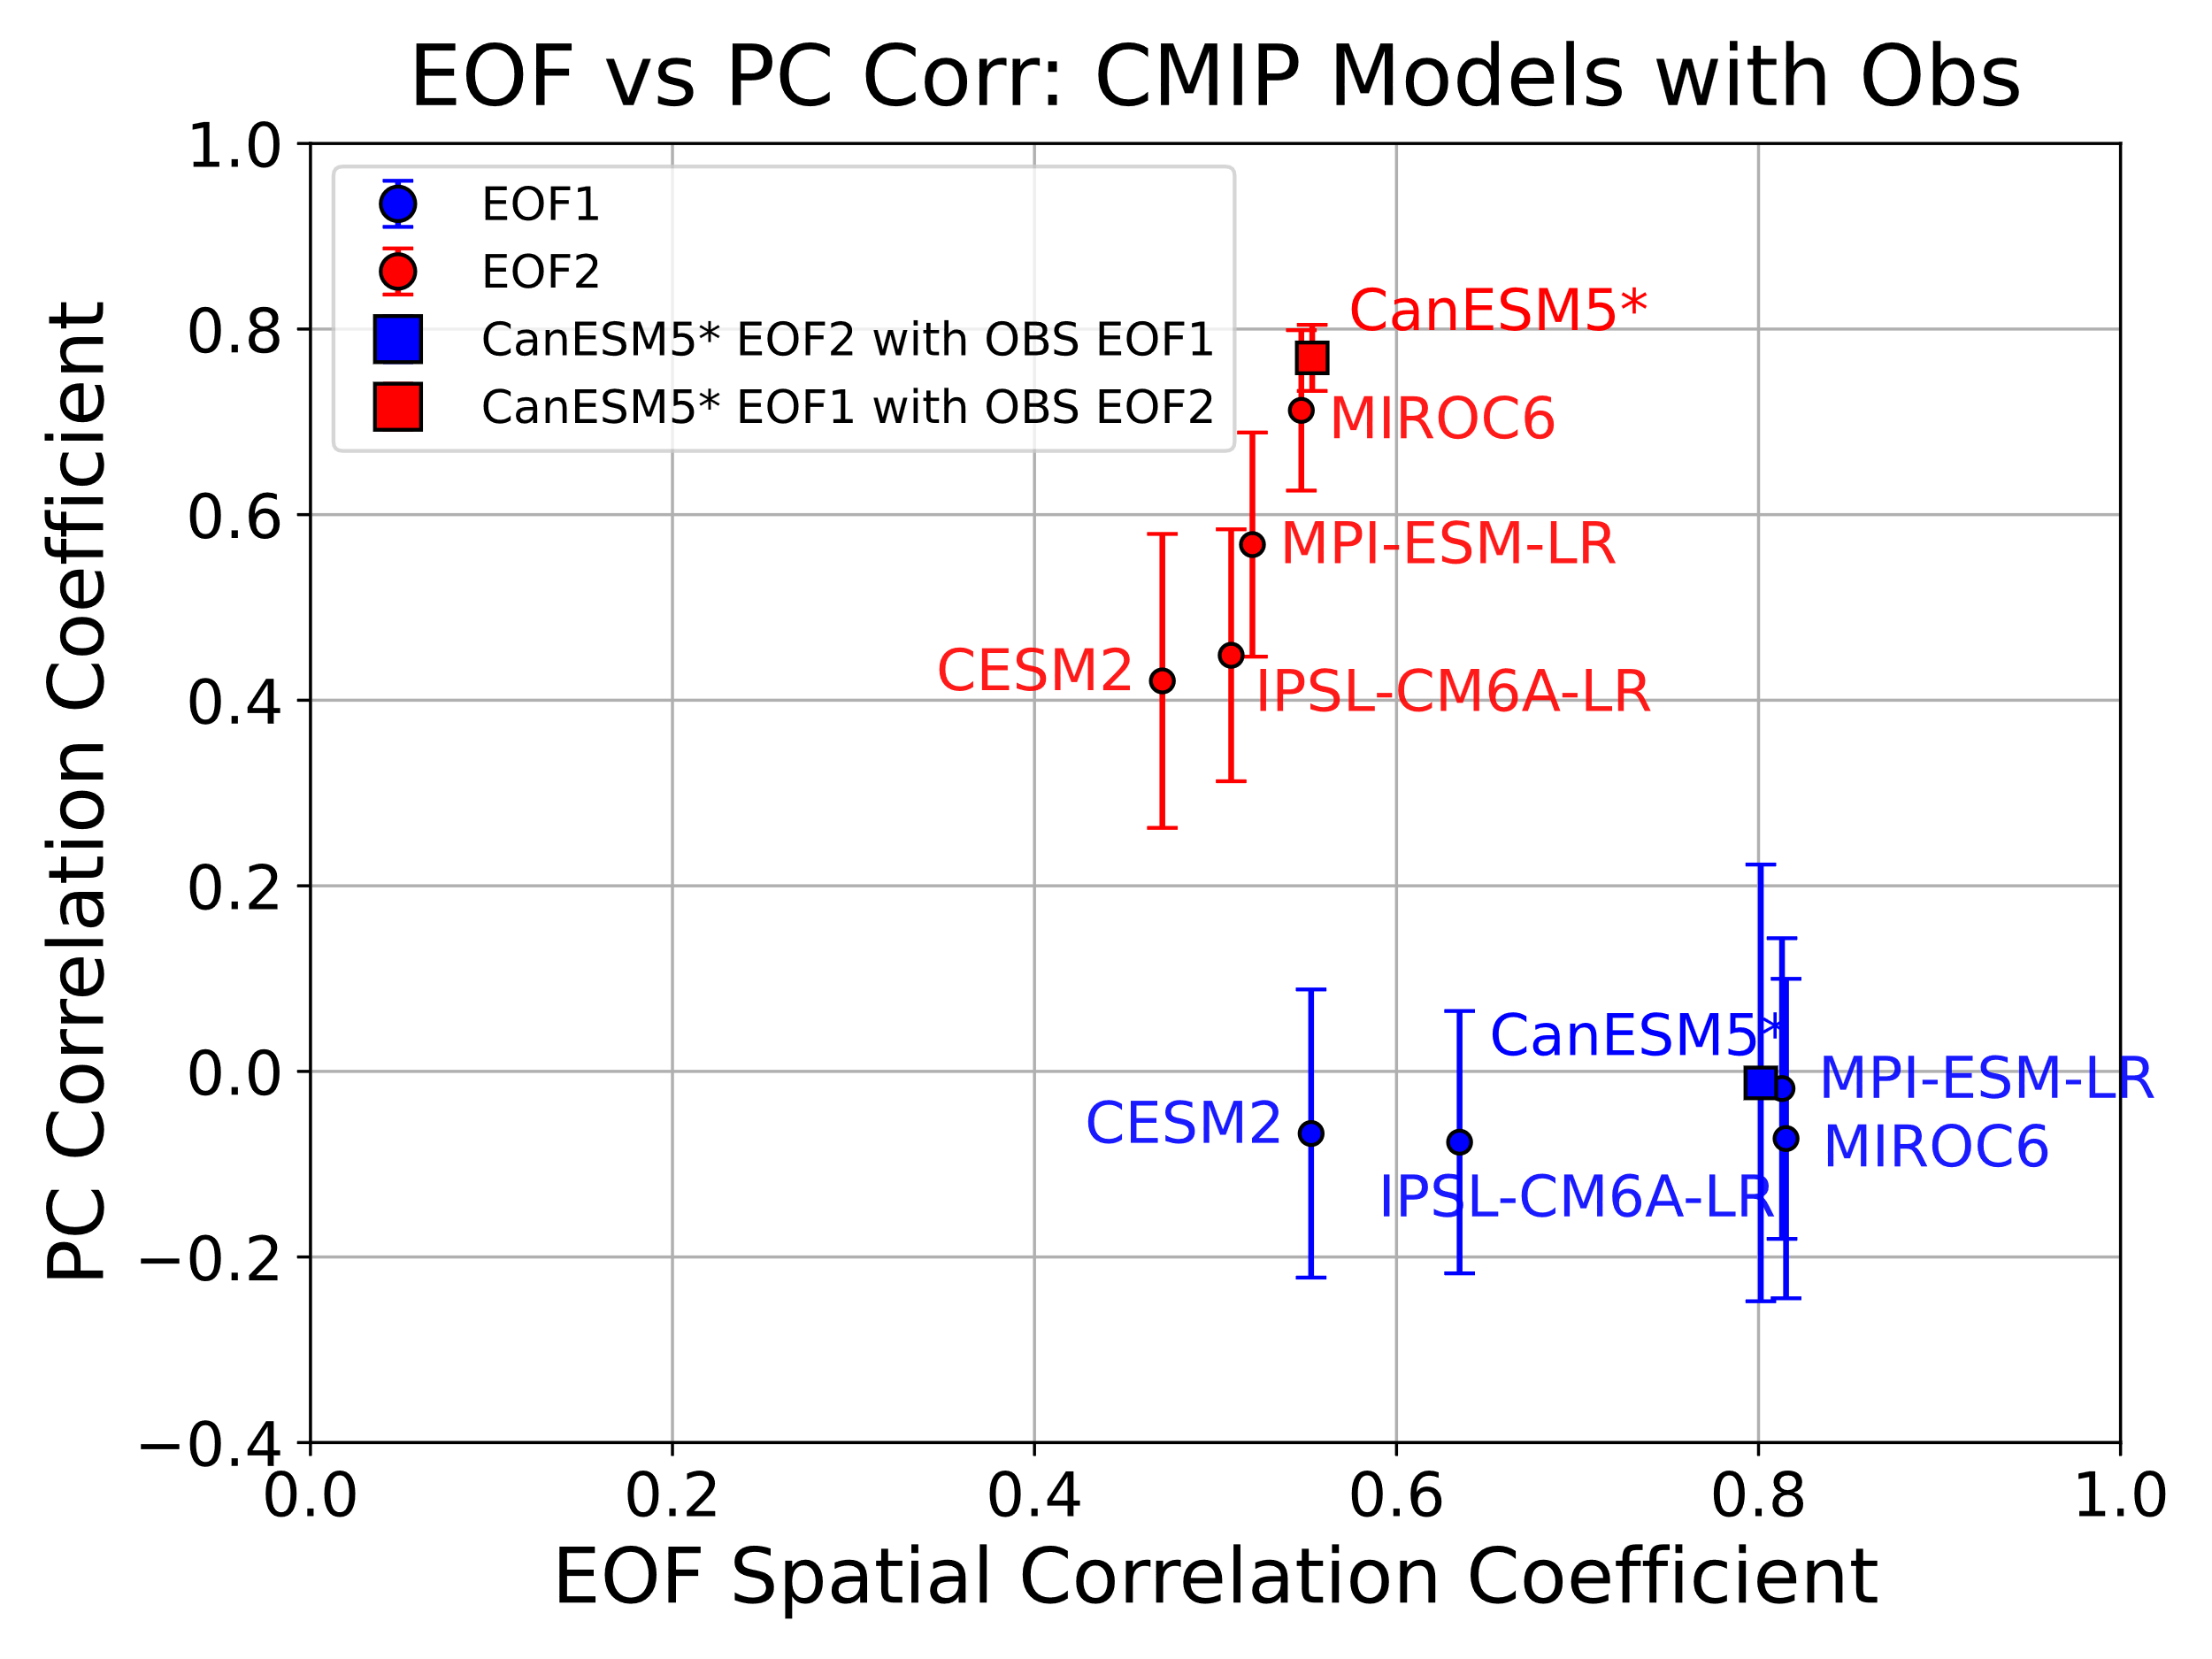 EOF vs PC Corr: CMIP Models with Obs
PC Correlation Coefficient
1.0
0.8
0.6
0.4
0.2
0.0
−0.2
−0.4
EOF1
EOF2
CanESM5* EOF2 with OBS EOF1
CanESM5* EOF1 with OBS EOF2
CanESM5*
MIROC6
MPI-ESM-LR
CESM2
IPSL-CM6A-LR
CanESM5*
MPI-ESM-LR
CESM2
MIROC6
IPSL-CM6A-LR
0.0 0.2 0.4 0.6 0.8 1.0
EOF Spatial Correlation Coefficient